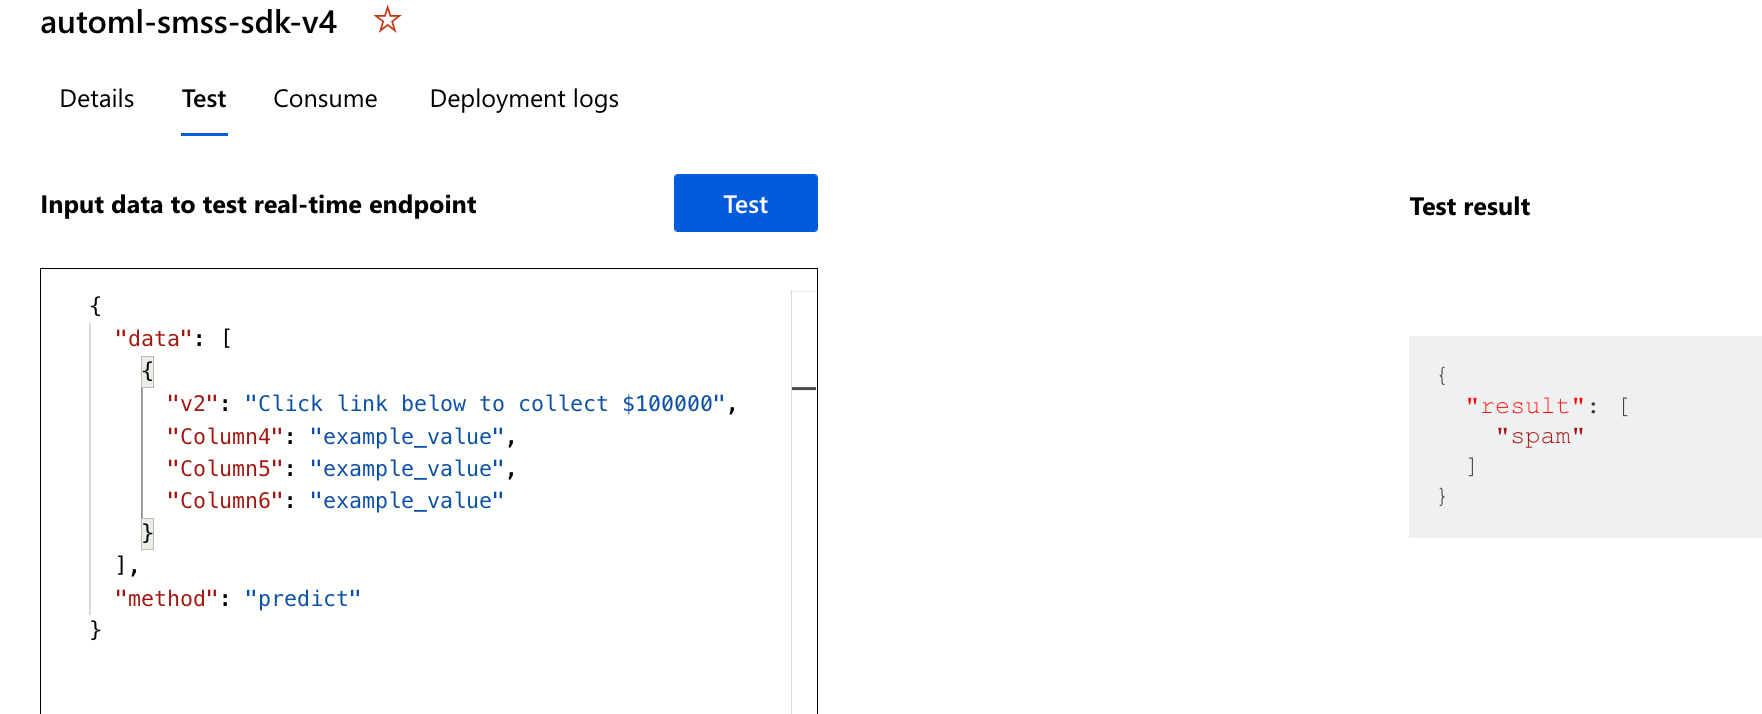 automl-smss-sdk-v4
Details Test Consume Deployment logs
Input data to test real-time endpoint
Test
{
"data": [
{
"v2": "Click link below to collect $100000",
"Column4": "example_value",
"Column5": "example_value",
"Column6": "example_value"
}
],
"method": "predict"
}
Test result
{
"result": [
"spam"
]
}